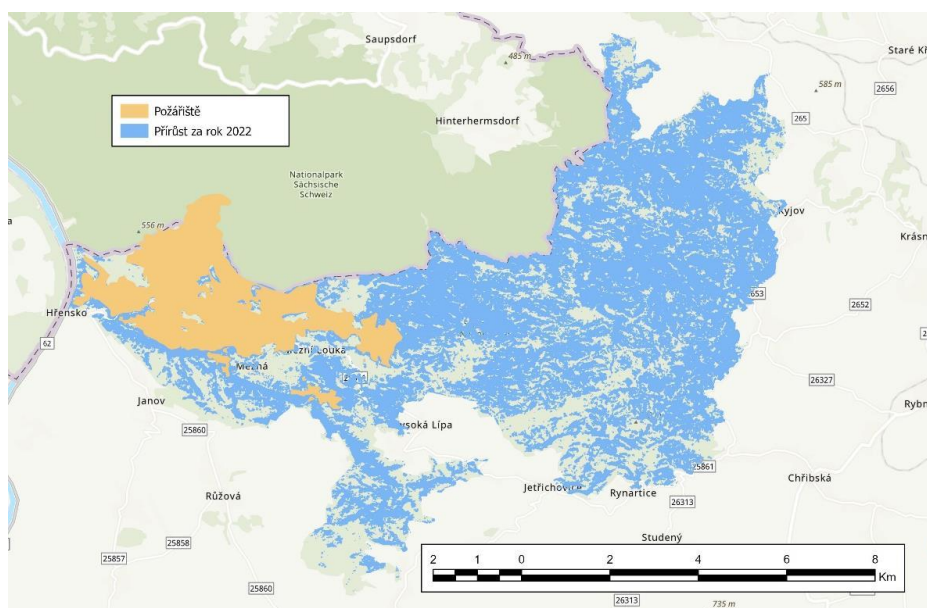 Saupsdorf
485 m
Staré
585 m
2656
Požářiště
Přírůst za rok 2022
265
Hinterhermsdorf
Nationalpark
Sächsische
Schweiz
556 m
Kyjov
Krásn
2653
2652
Hřensko
62
Mezní Louka
Mezná
26327
Janov
Rybn
25860
Vysoká Lípa
25861
Chřibská
Jetřichovice
Růžová
Rynartice
26313
Studený
25858
25857
2 1 0 2 4 6 8
Km
25860
26313
735 m